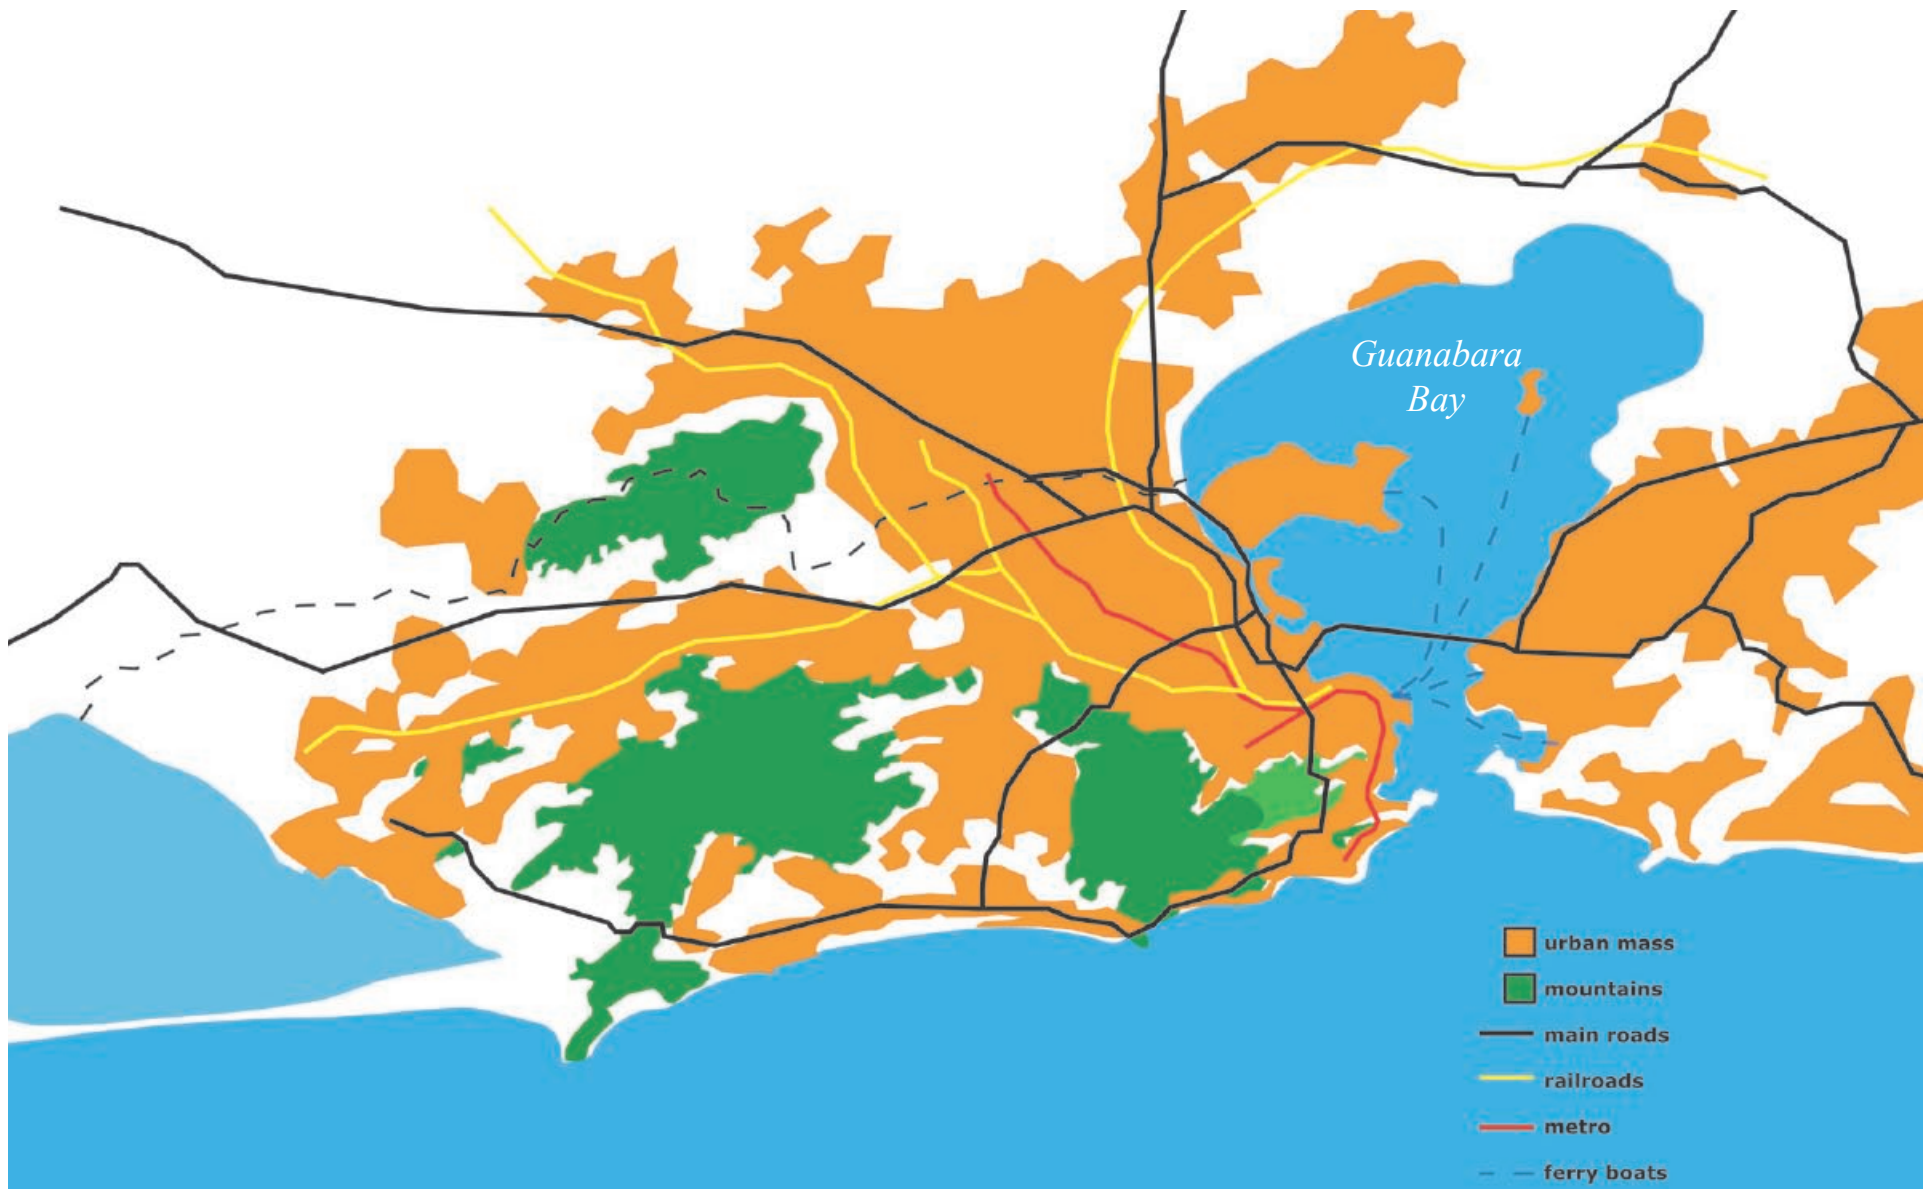 Guanabara
Bay
urban mass
mountains
main roads
railroads
metro
ferry boats